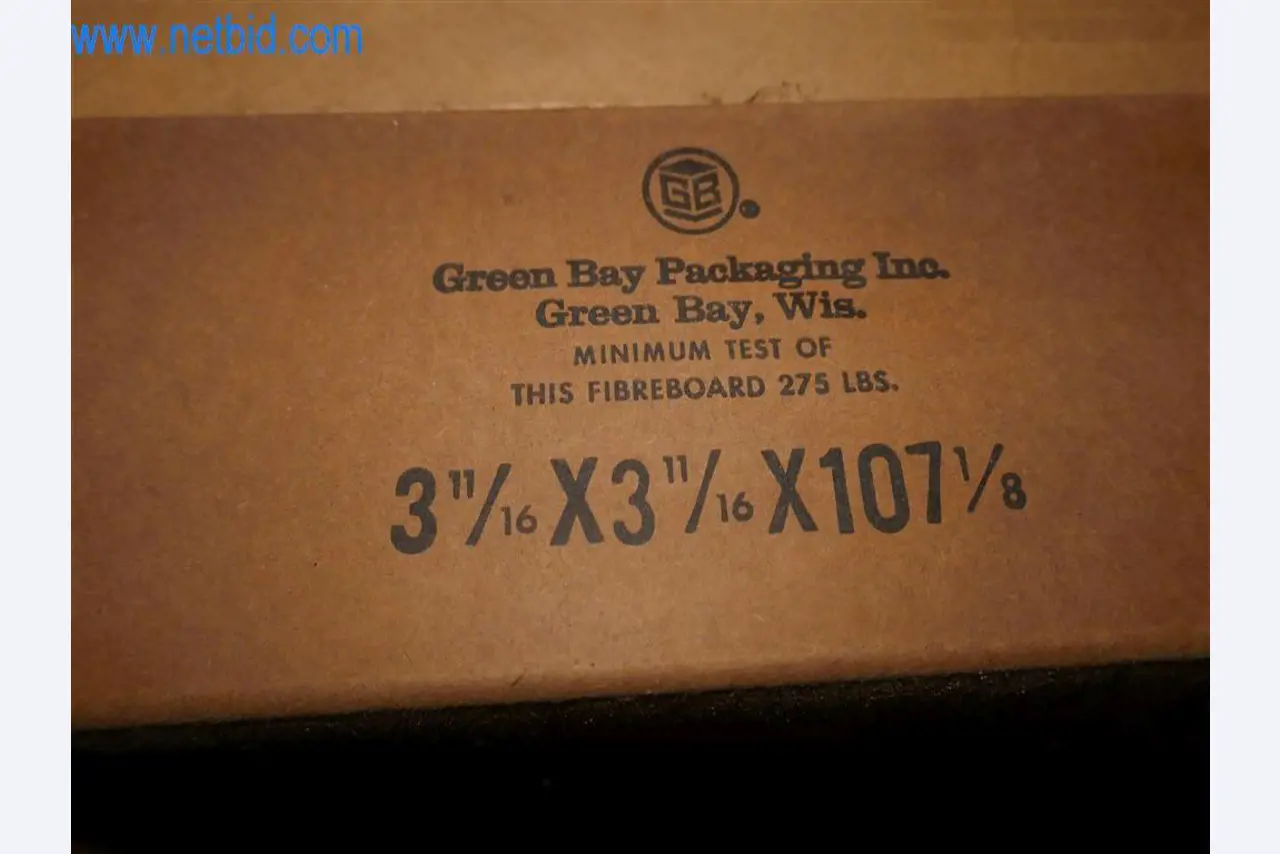 www.netbid.com
GB
Green Bay Packaging Inc.
Green Bay, Wis.
MINIMUM TEST OF
THIS FIBREBOARD 275 LBS.
3 11/16 X 3 11/16 X 107 1/8